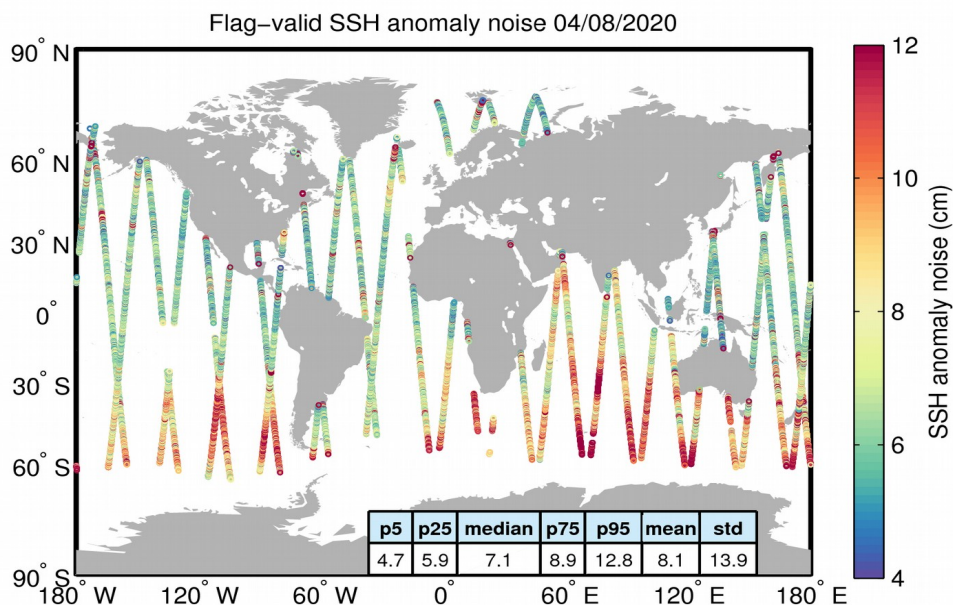 Flag−valid SSH anomaly noise 04/08/2020
90° N
60° N
30° N
0°
30° S
60° S
90° S
180° W
120° W
60° W
0°
60° E
120° E
180° E
p5 p25 median p75 p95 mean std
4.7 5.9 7.1 8.9 12.8 8.1 13.9
12
10
8
6
4
SSH anomaly noise (cm)